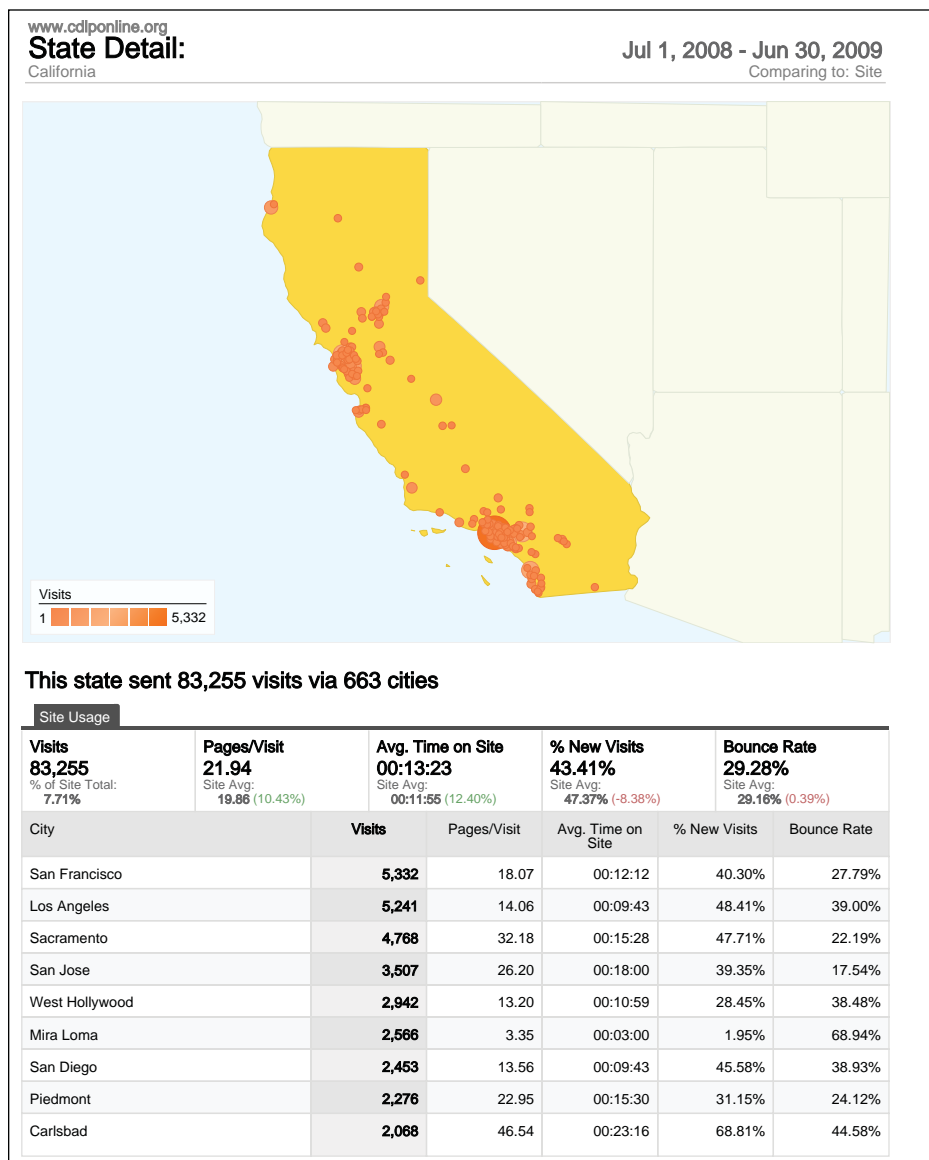 www.cdlponline.org
State Detail:
California
Jul 1, 2008 - Jun 30, 2009
Comparing to: Site
Visits
1 5,332
This state sent 83,255 visits via 663 cities
Site Usage
Visits
83,255
% of Site Total:
7.71%
Pages/Visit
21.94
Site Avg:
19.86 (10.43%)
Avg. Time on Site
00:13:23
Site Avg:
00:11:55 (12.40%)
% New Visits
43.41%
Site Avg:
47.37% (-8.38%)
Bounce Rate
29.28%
Site Avg:
29.16% (0.39%)
City Visits Pages/Visit Avg. Time on Site % New Visits Bounce Rate
San Francisco 5,332 18.07 00:12:12 40.30% 27.79%
Los Angeles 5,241 14.06 00:09:43 48.41% 39.00%
Sacramento 4,768 32.18 00:15:28 47.71% 22.19%
San Jose 3,507 26.20 00:18:00 39.35% 17.54%
West Hollywood 2,942 13.20 00:10:59 28.45% 38.48%
Mira Loma 2,566 3.35 00:03:00 1.95% 68.94%
San Diego 2,453 13.56 00:09:43 45.58% 38.93%
Piedmont 2,276 22.95 00:15:30 31.15% 24.12%
Carlsbad 2,068 46.54 00:23:16 68.81% 44.58%